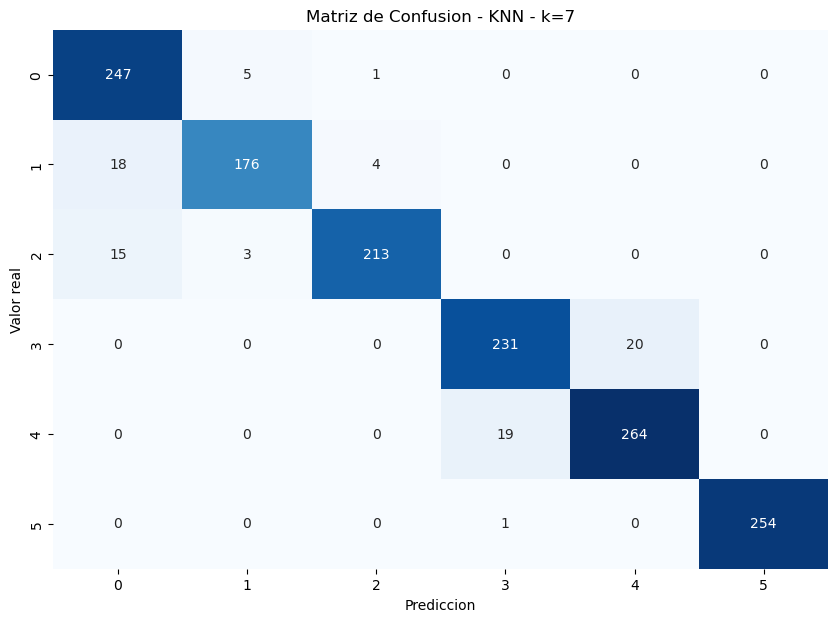 Matriz de Confusion - KNN - k=7
0 247 5 1 0 0 0
1 18 176 4 0 0 0
2 15 3 213 0 0 0
Valor real
3 0 0 0 231 20 0
4 0 0 0 19 264 0
5 0 0 0 1 0 254
0 1 2 3 4 5
Prediccion